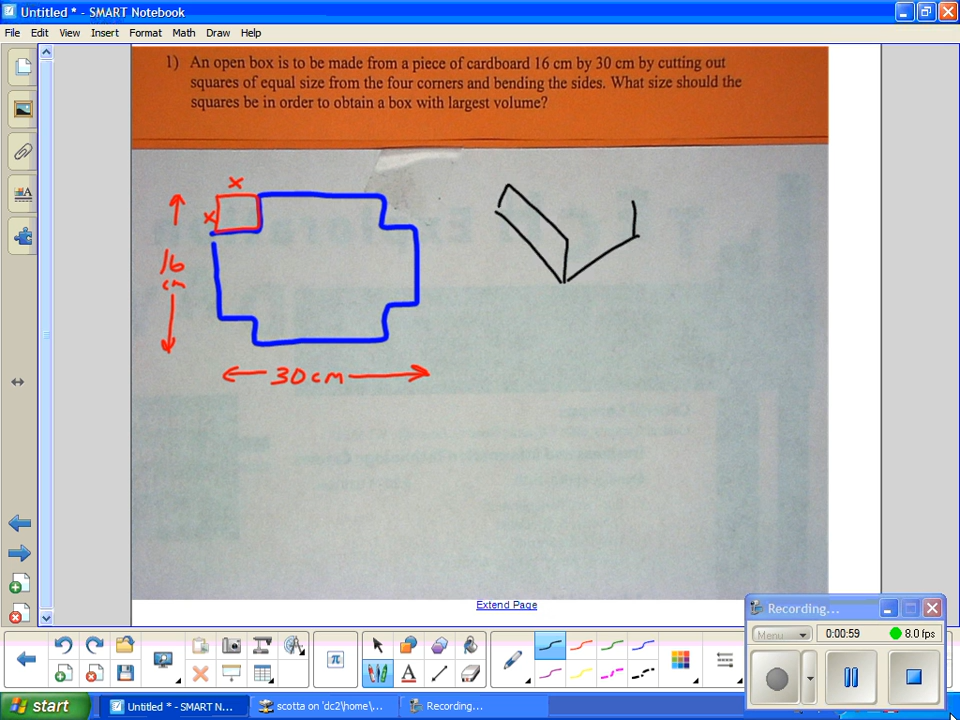 Untitled * - SMART Notebook
File Edit View Insert Format Math Draw Help
1) An open box is to be made from a piece of cardboard 16 cm by 30 cm by cutting out
squares of equal size from the four corners and bending the sides. What size should the
squares be in order to obtain a box with largest volume?
x
x
16
cm
30 cm
Extend Page
Recording...
Menu
0:00:59
8.0 fps
π
A
start
Untitled * - SMART N...
scotta on 'dc2\home\...
Recording...